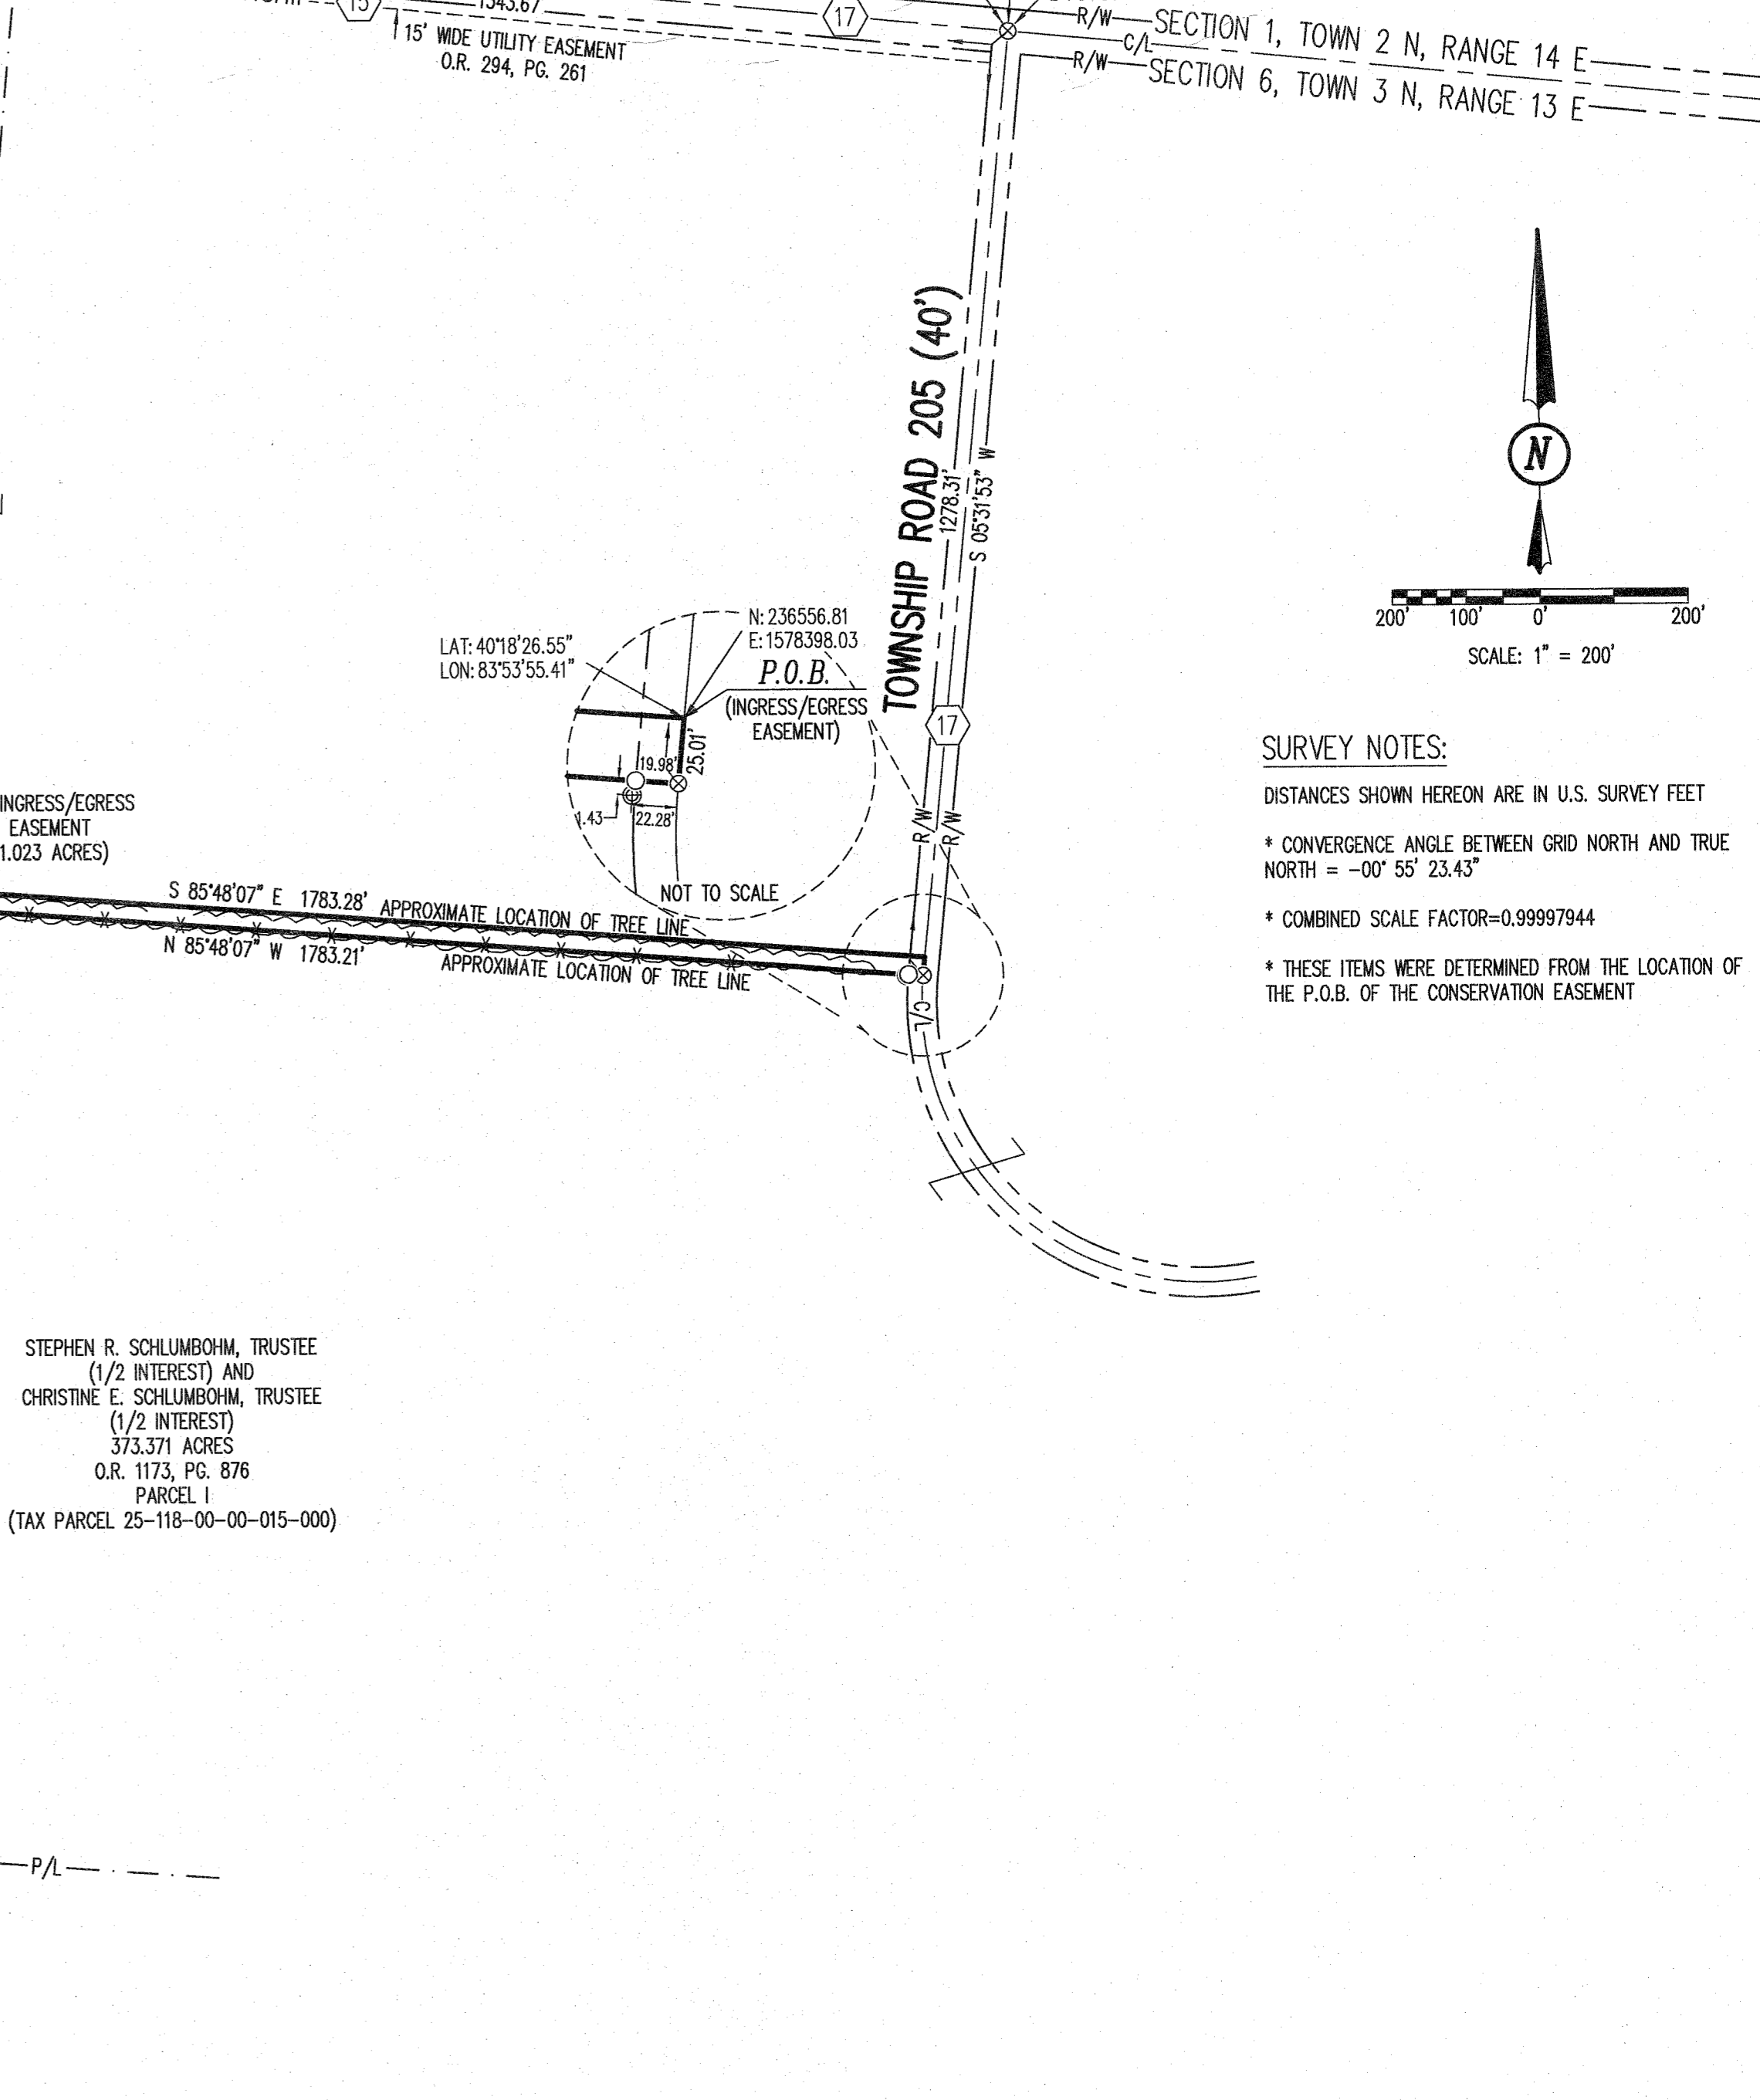 15
1343.67
17
15' WIDE UTILITY EASEMENT
O.R. 294, PG. 261
R/W
SECTION 1, TOWN 2 N, RANGE 14 E
C/L
R/W
SECTION 6, TOWN 3 N, RANGE 13 E
TOWNSHIP ROAD 205 (40')
1278.31'
S 05°31'53" W
N
200' 100' 0' 200'
SCALE: 1" = 200'
LAT: 40°18'26.55"
LON: 83°53'55.41"
N: 236556.81
E: 1578398.03
P.O.B.
(INGRESS/EGRESS
EASEMENT)
19.98'
25.01'
1.43
22.28'
NOT TO SCALE
17
R/W
R/W
C/L
SURVEY NOTES:
DISTANCES SHOWN HEREON ARE IN U.S. SURVEY FEET
* CONVERGENCE ANGLE BETWEEN GRID NORTH AND TRUE
NORTH = -00° 55' 23.43"
* COMBINED SCALE FACTOR=0.99997944
* THESE ITEMS WERE DETERMINED FROM THE LOCATION OF
THE P.O.B. OF THE CONSERVATION EASEMENT
INGRESS/EGRESS
EASEMENT
1.023 ACRES)
S 85°48'07" E 1783.28'
APPROXIMATE LOCATION OF TREE LINE
N 85°48'07" W 1783.21'
APPROXIMATE LOCATION OF TREE LINE
STEPHEN R. SCHLUMBOHM, TRUSTEE
(1/2 INTEREST) AND
CHRISTINE E. SCHLUMBOHM, TRUSTEE
(1/2 INTEREST)
373.371 ACRES
O.R. 1173, PG. 876
PARCEL I
(TAX PARCEL 25-118-00-00-015-000)
P/L